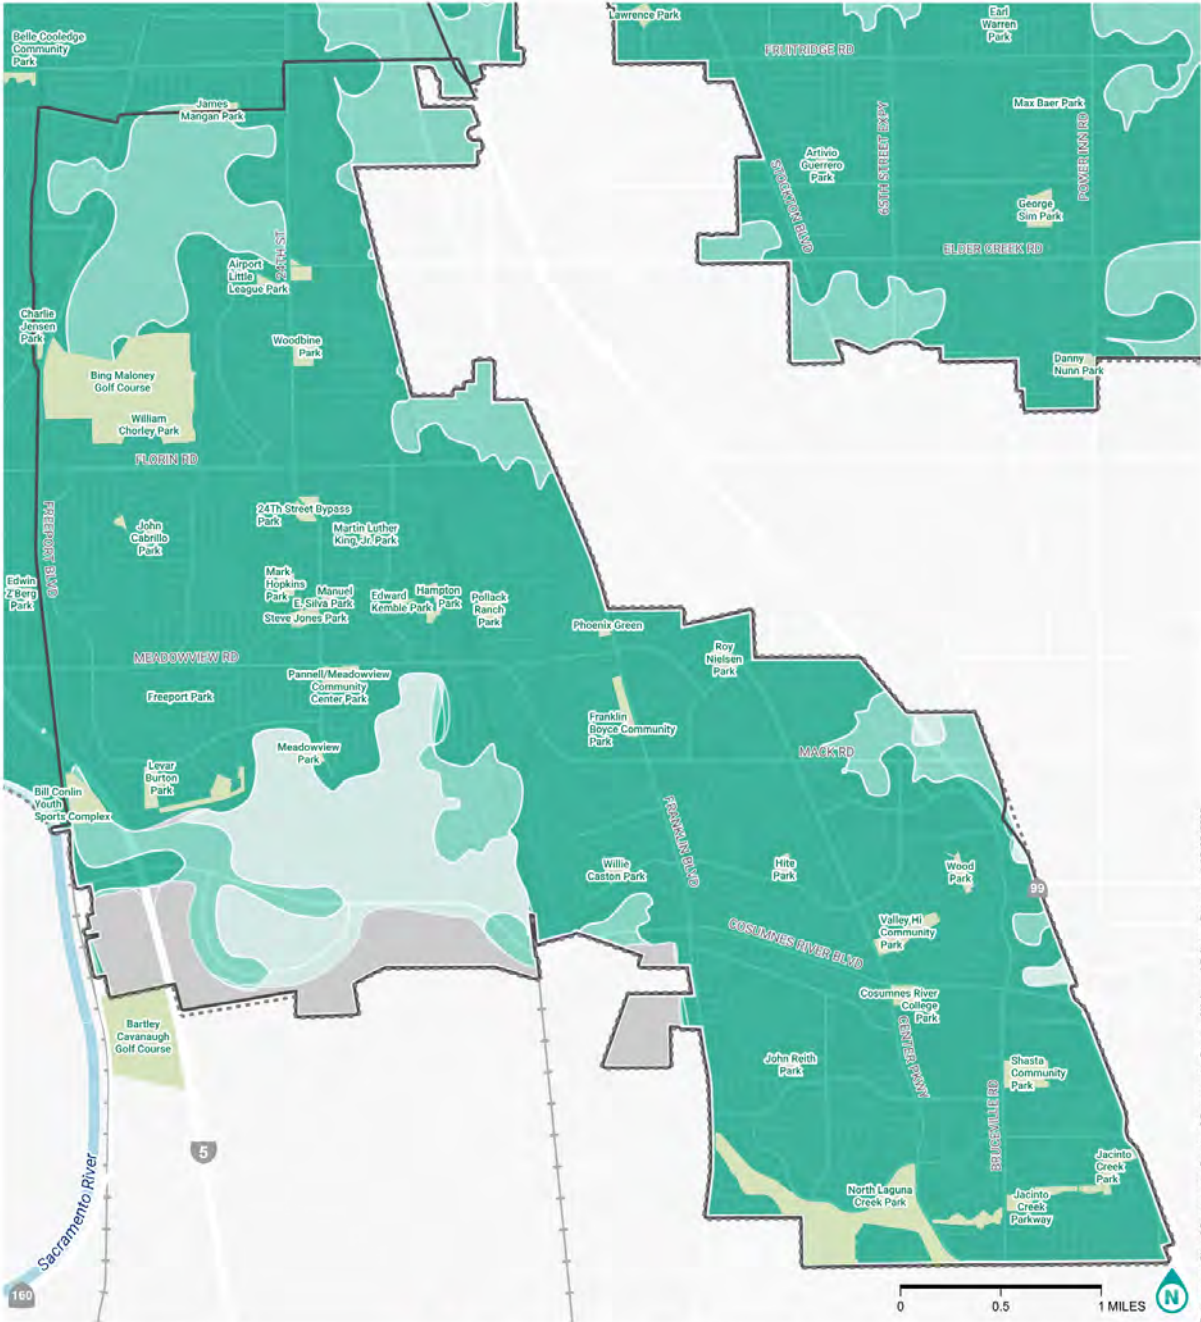 Lawrence Park
Earl
Warren
Park
Belle Cooledge
Community
Park
FRUITRIDGE RD
James
Mangan Park
Max Baer Park
65TH STREET EXPY
POWER INN RD
Artivio
Guerrero
Park
STOCKTON BLVD
George
Sim Park
ELDER CREEK RD
24TH ST
Airport
Little
League Park
Charlie
Jensen
Park
Woodbine
Park
Danny
Nunn Park
Bing Maloney
Golf Course
William
Chorley Park
FLORIN RD
FREEPORT BLVD
24Th Street Bypass
Park
John
Cabrillo
Park
Martin Luther
King, Jr. Park
Edwin
Z'Berg
Park
Mark
Hopkins
Park
Manuel
E. Silva Park
Steve Jones Park
Edward
Kemble Park
Hampton
Park
Pollack
Ranch
Park
Phoenix Green
Roy
Nielsen
Park
MEADOWVIEW RD
Pannell/Meadowview
Community
Center Park
Freeport Park
Franklin
Boyce Community
Park
Meadowview
Park
MACK RD
Levar
Burton
Park
Bill Conlin
Youth
Sports Complex
FRANKLIN BLVD
Willie
Caston Park
Hite
Park
Wood
Park
99
Valley Hi
Community
Park
COSUMNES RIVER BLVD
Cosumnes River
College
Park
CENTER PKWY
Bartley
Cavanaugh
Golf Course
John Reith
Park
Shasta
Community
Park
BRUCEVILLE RD
5
Sacramento River
Jacinto
Creek
Park
North Laguna
Creek Park
Jacinto
Creek
Parkway
160
0 0.5 1 MILES
N